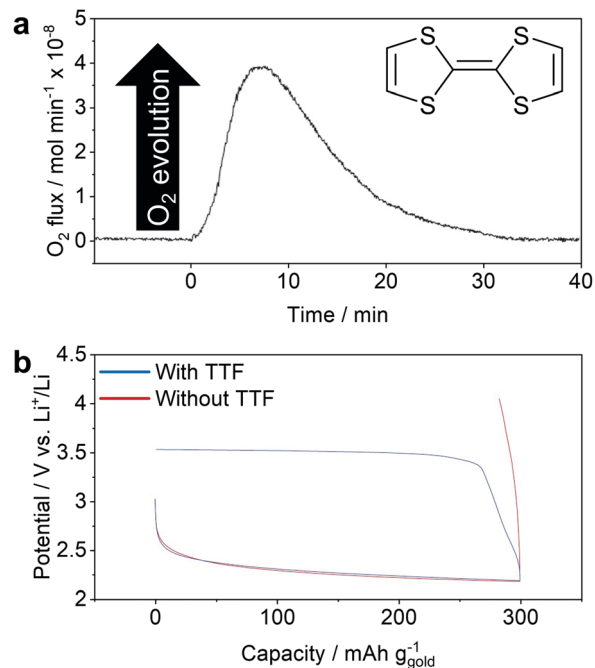 a
O₂ flux / mol min⁻¹ x 10⁻⁸
5
4
3
2
1
0
O₂ evolution
S
S
S
S
0
10
20
30
40
Time / min
b
Potential / V vs. Li⁺/Li
4.5
4
3.5
3
2.5
2
With TTF
Without TTF
0
100
200
300
Capacity / mAh g⁻¹gold